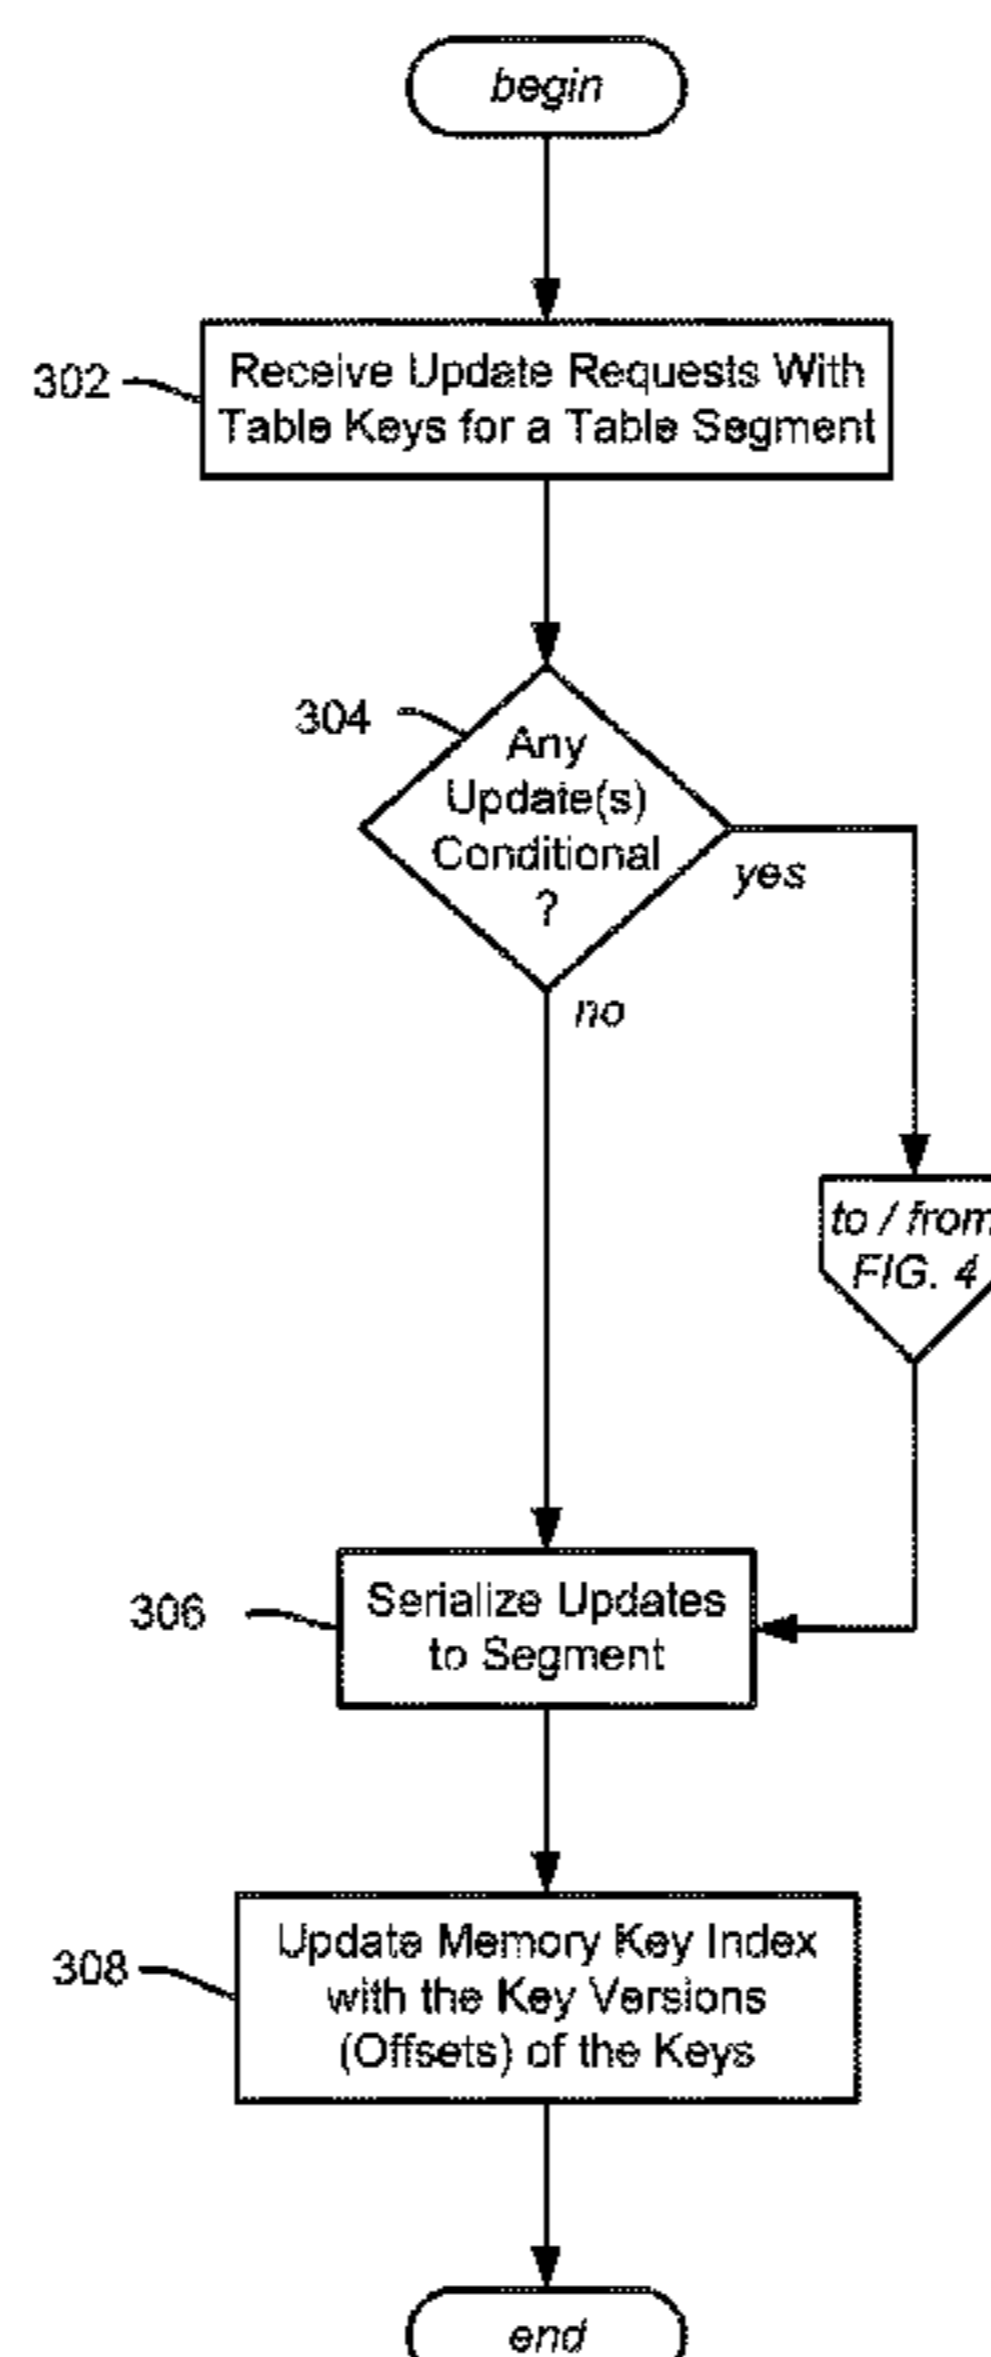 begin
302
Receive Update Requests With
Table Keys for a Table Segment
304
Any
Update(s)
Conditional
?
yes
no
to / from
FIG. 4
306
Serialize Updates
to Segment
308
Update Memory Key Index
with the Key Versions
(Offsets) of the Keys
end